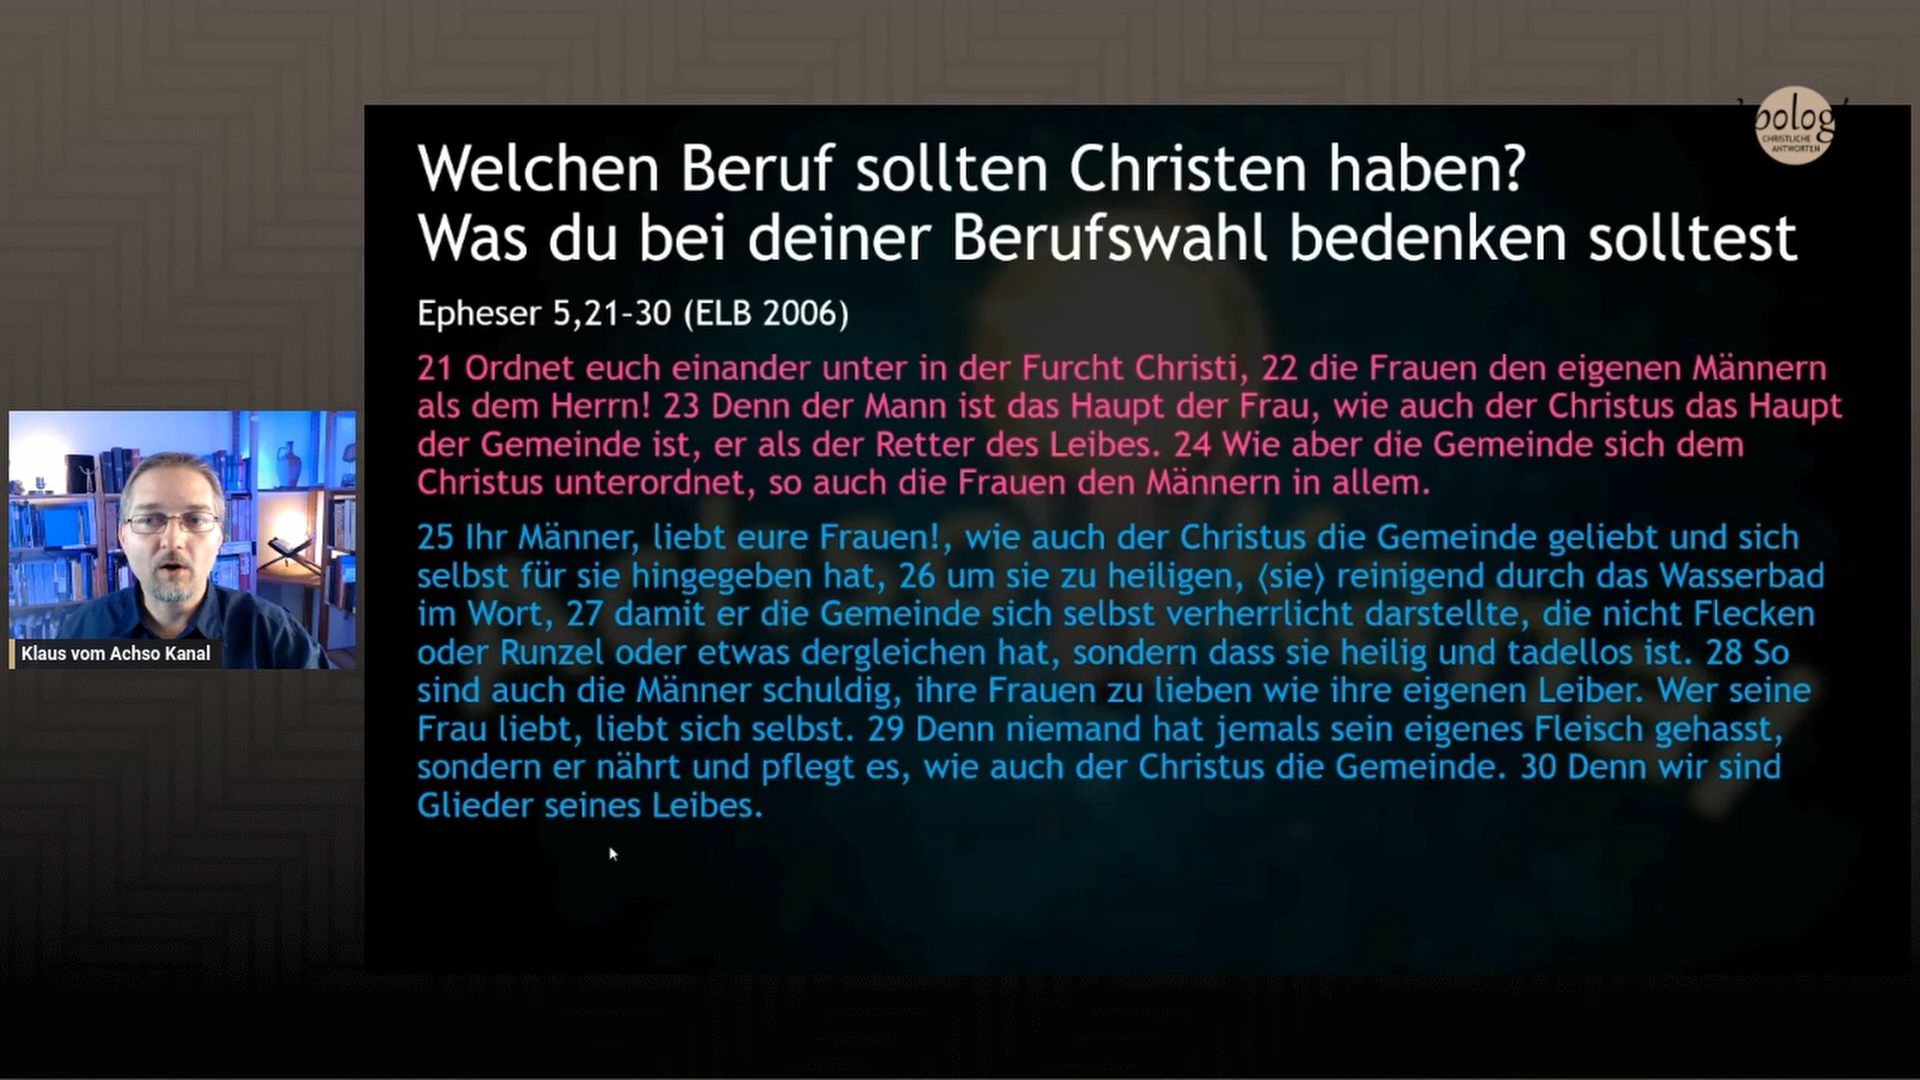 Welchen Beruf sollten Christen haben?
Was du bei deiner Berufswahl bedenken solltest
Epheser 5,21–30 (ELB 2006)
21 Ordnet euch einander unter in der Furcht Christi, 22 die Frauen den eigenen Männern
als dem Herrn! 23 Denn der Mann ist das Haupt der Frau, wie auch der Christus das Haupt
der Gemeinde ist, er als der Retter des Leibes. 24 Wie aber die Gemeinde sich dem
Christus unterordnet, so auch die Frauen den Männern in allem.
25 Ihr Männer, liebt eure Frauen!, wie auch der Christus die Gemeinde geliebt und sich
selbst für sie hingegeben hat, 26 um sie zu heiligen, ⟨sie⟩ reinigend durch das Wasserbad
im Wort, 27 damit er die Gemeinde sich selbst verherrlicht darstellte, die nicht Flecken
oder Runzel oder etwas dergleichen hat, sondern dass sie heilig und tadellos ist. 28 So
sind auch die Männer schuldig, ihre Frauen zu lieben wie ihre eigenen Leiber. Wer seine
Frau liebt, liebt sich selbst. 29 Denn niemand hat jemals sein eigenes Fleisch gehasst,
sondern er nährt und pflegt es, wie auch der Christus die Gemeinde. 30 Denn wir sind
Glieder seines Leibes.
Klaus vom Achso Kanal
CHRISTLICHE
ANTWORTEN